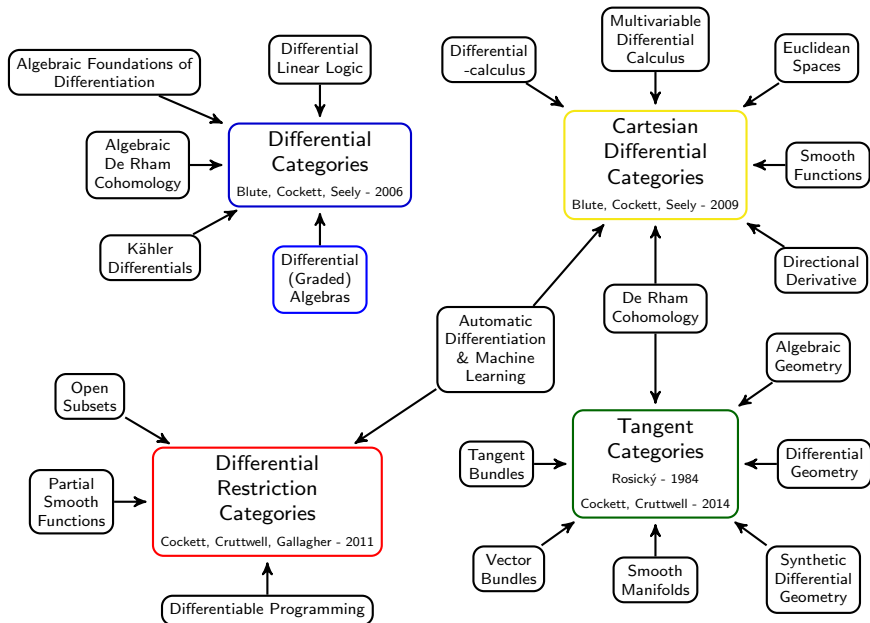 Algebraic Foundations of
Differentiation
Differential
Linear Logic
Algebraic
De Rham
Cohomology
Differential
Categories
Blute, Cockett, Seely - 2006
Kähler
Differentials
Differential
(Graded)
Algebras
Differential
-calculus
Multivariable
Differential
Calculus
Euclidean
Spaces
Cartesian
Differential
Categories
Blute, Cockett, Seely - 2009
Smooth
Functions
Directional
Derivative
Automatic
Differentiation
& Machine
Learning
De Rham
Cohomology
Open
Subsets
Partial
Smooth
Functions
Differential
Restriction
Categories
Cockett, Cruttwell, Gallagher - 2011
Differentiable Programming
Algebraic
Geometry
Tangent
Bundles
Tangent
Categories
Rosický - 1984
Cockett, Cruttwell - 2014
Differential
Geometry
Vector
Bundles
Smooth
Manifolds
Synthetic
Differential
Geometry